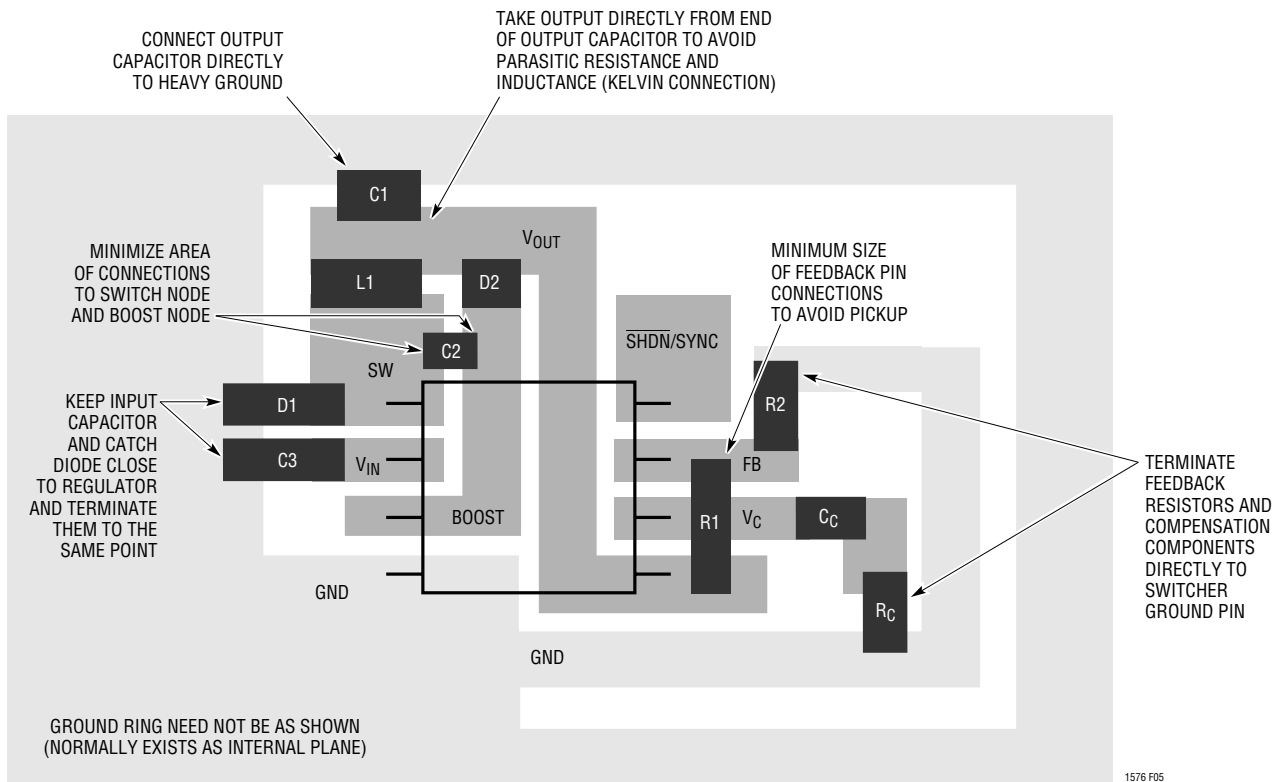 CONNECT OUTPUT
CAPACITOR DIRECTLY
TO HEAVY GROUND
TAKE OUTPUT DIRECTLY FROM END
OF OUTPUT CAPACITOR TO AVOID
PARASITIC RESISTANCE AND
INDUCTANCE (KELVIN CONNECTION)
C1
VOUT
MINIMIZE AREA
OF CONNECTIONS
TO SWITCH NODE
AND BOOST NODE
L1
D2
MINIMUM SIZE
OF FEEDBACK PIN
CONNECTIONS
TO AVOID PICKUP
C2
SHDN/SYNC
SW
D1
R2
KEEP INPUT
CAPACITOR
AND CATCH
DIODE CLOSE
TO REGULATOR
AND TERMINATE
THEM TO THE
SAME POINT
C3
VIN
FB
BOOST
R1
VC
CC
TERMINATE
FEEDBACK
RESISTORS AND
COMPENSATION
COMPONENTS
DIRECTLY TO
SWITCHER
GROUND PIN
GND
RC
GND
GROUND RING NEED NOT BE AS SHOWN
(NORMALLY EXISTS AS INTERNAL PLANE)
1576 F05